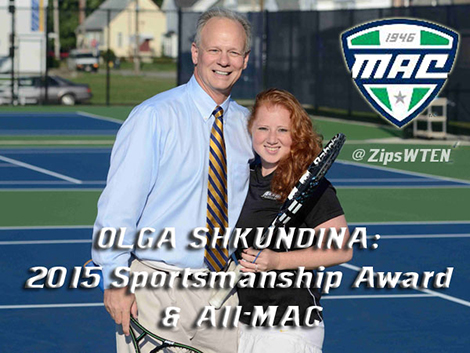 1946
MAC
@ZipsWTEN
OLGA SHKUNDINA:
2015 Sportsmanship Award
& All-MAC